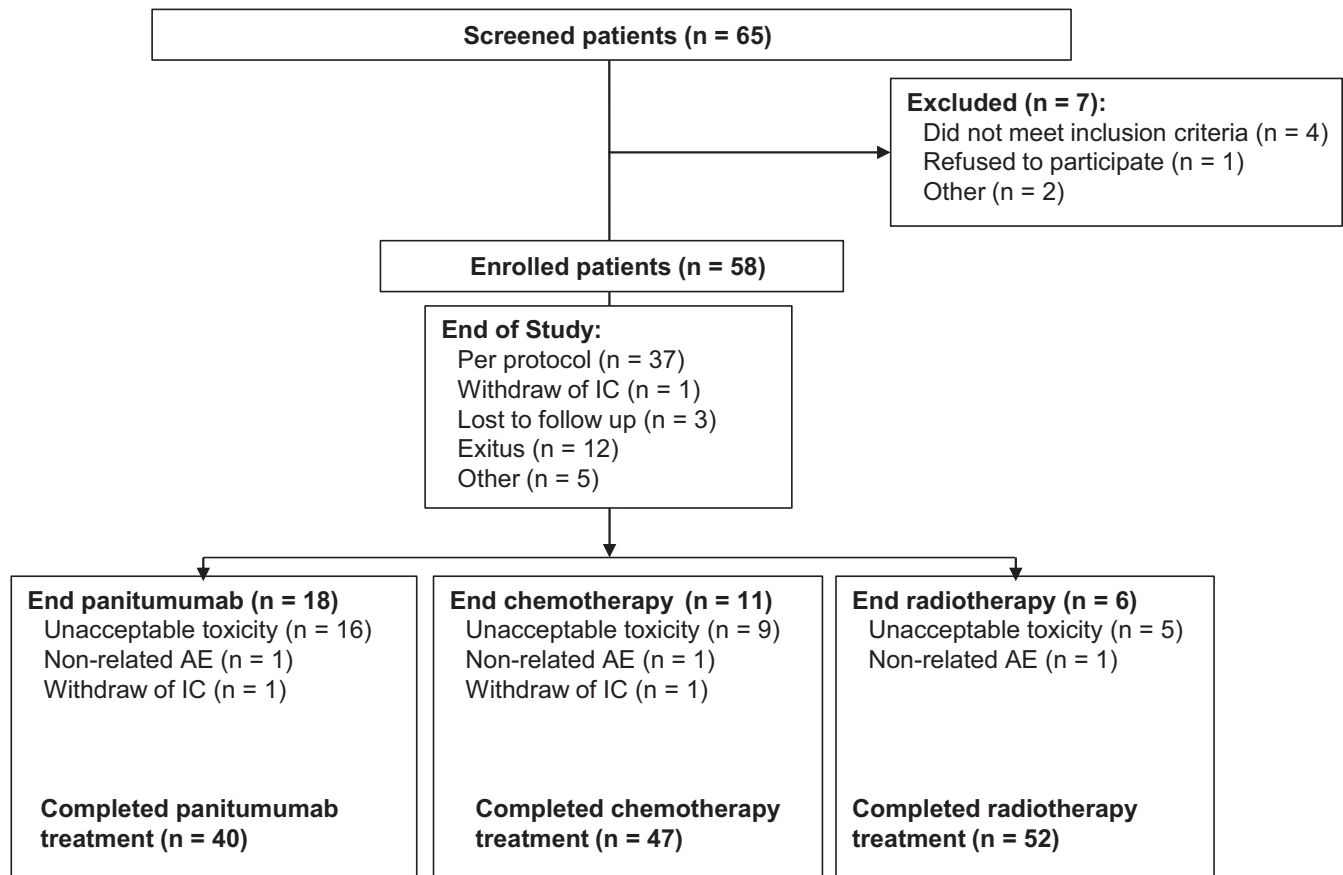 Screened patients (n = 65)
Excluded (n = 7):
Did not meet inclusion criteria (n = 4)
Refused to participate (n = 1)
Other (n = 2)
Enrolled patients (n = 58)
End of Study:
Per protocol (n = 37)
Withdraw of IC (n = 1)
Lost to follow up (n = 3)
Exitus (n = 12)
Other (n = 5)
End panitumumab (n = 18)
Unacceptable toxicity (n = 16)
Non-related AE (n = 1)
Withdraw of IC (n = 1)
Completed panitumumab
treatment (n = 40)
End chemotherapy (n = 11)
Unacceptable toxicity (n = 9)
Non-related AE (n = 1)
Withdraw of IC (n = 1)
Completed chemotherapy
treatment (n = 47)
End radiotherapy (n = 6)
Unacceptable toxicity (n = 5)
Non-related AE (n = 1)
Completed radiotherapy
treatment (n = 52)